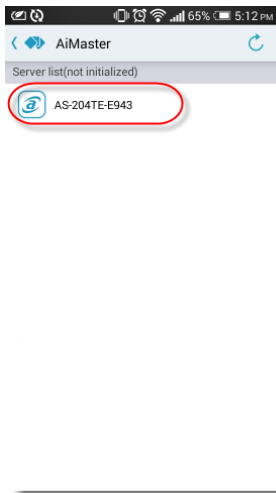 65% 5:12 PM
AiMaster
Server list(not initialized)
AS-204TE-E943